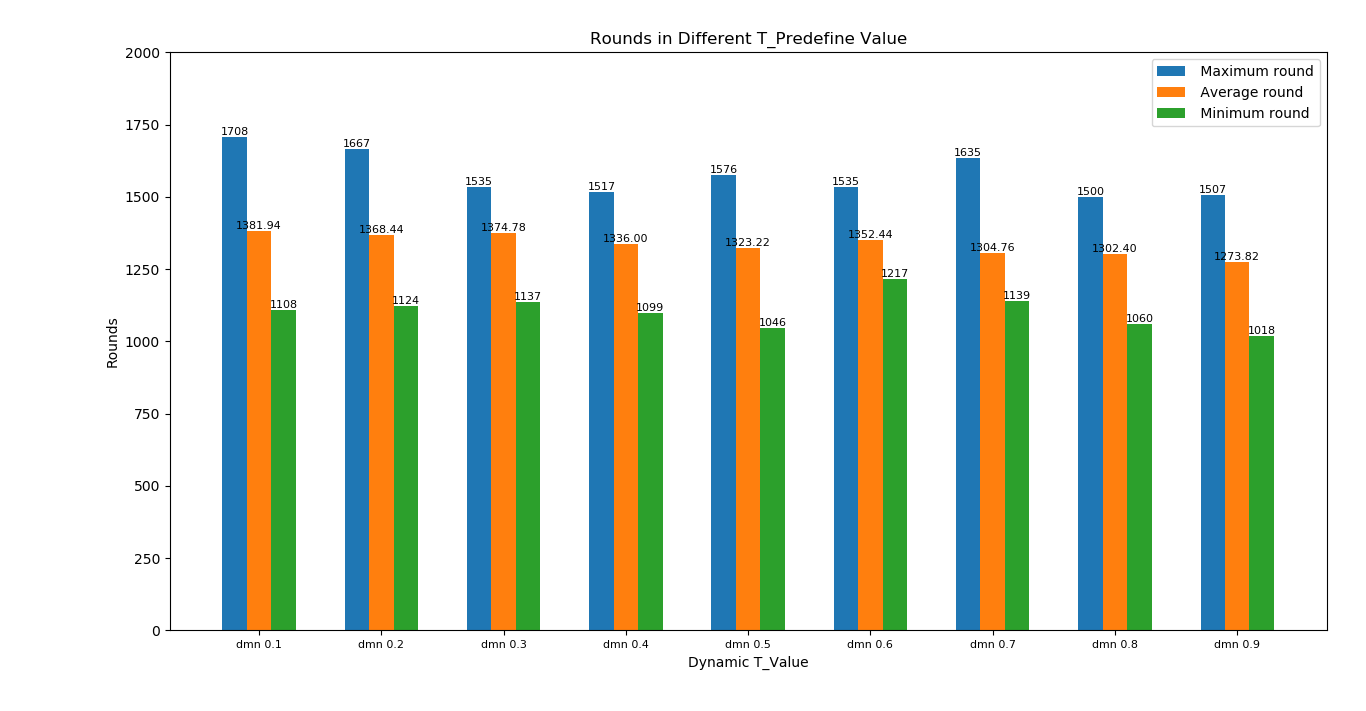 Rounds in Different T_Predefine Value
Maximum round
Average round
Minimum round
Rounds
2000
1750
1500
1250
1000
750
500
250
0
1708
1381.94
1108
1667
1368.44
1124
1535
1374.78
1137
1517
1336.00
1099
1576
1323.22
1046
1535
1352.44
1217
1635
1304.76
1139
1500
1302.40
1060
1507
1273.82
1018
dmn 0.1
dmn 0.2
dmn 0.3
dmn 0.4
dmn 0.5
dmn 0.6
dmn 0.7
dmn 0.8
dmn 0.9
Dynamic T_Value